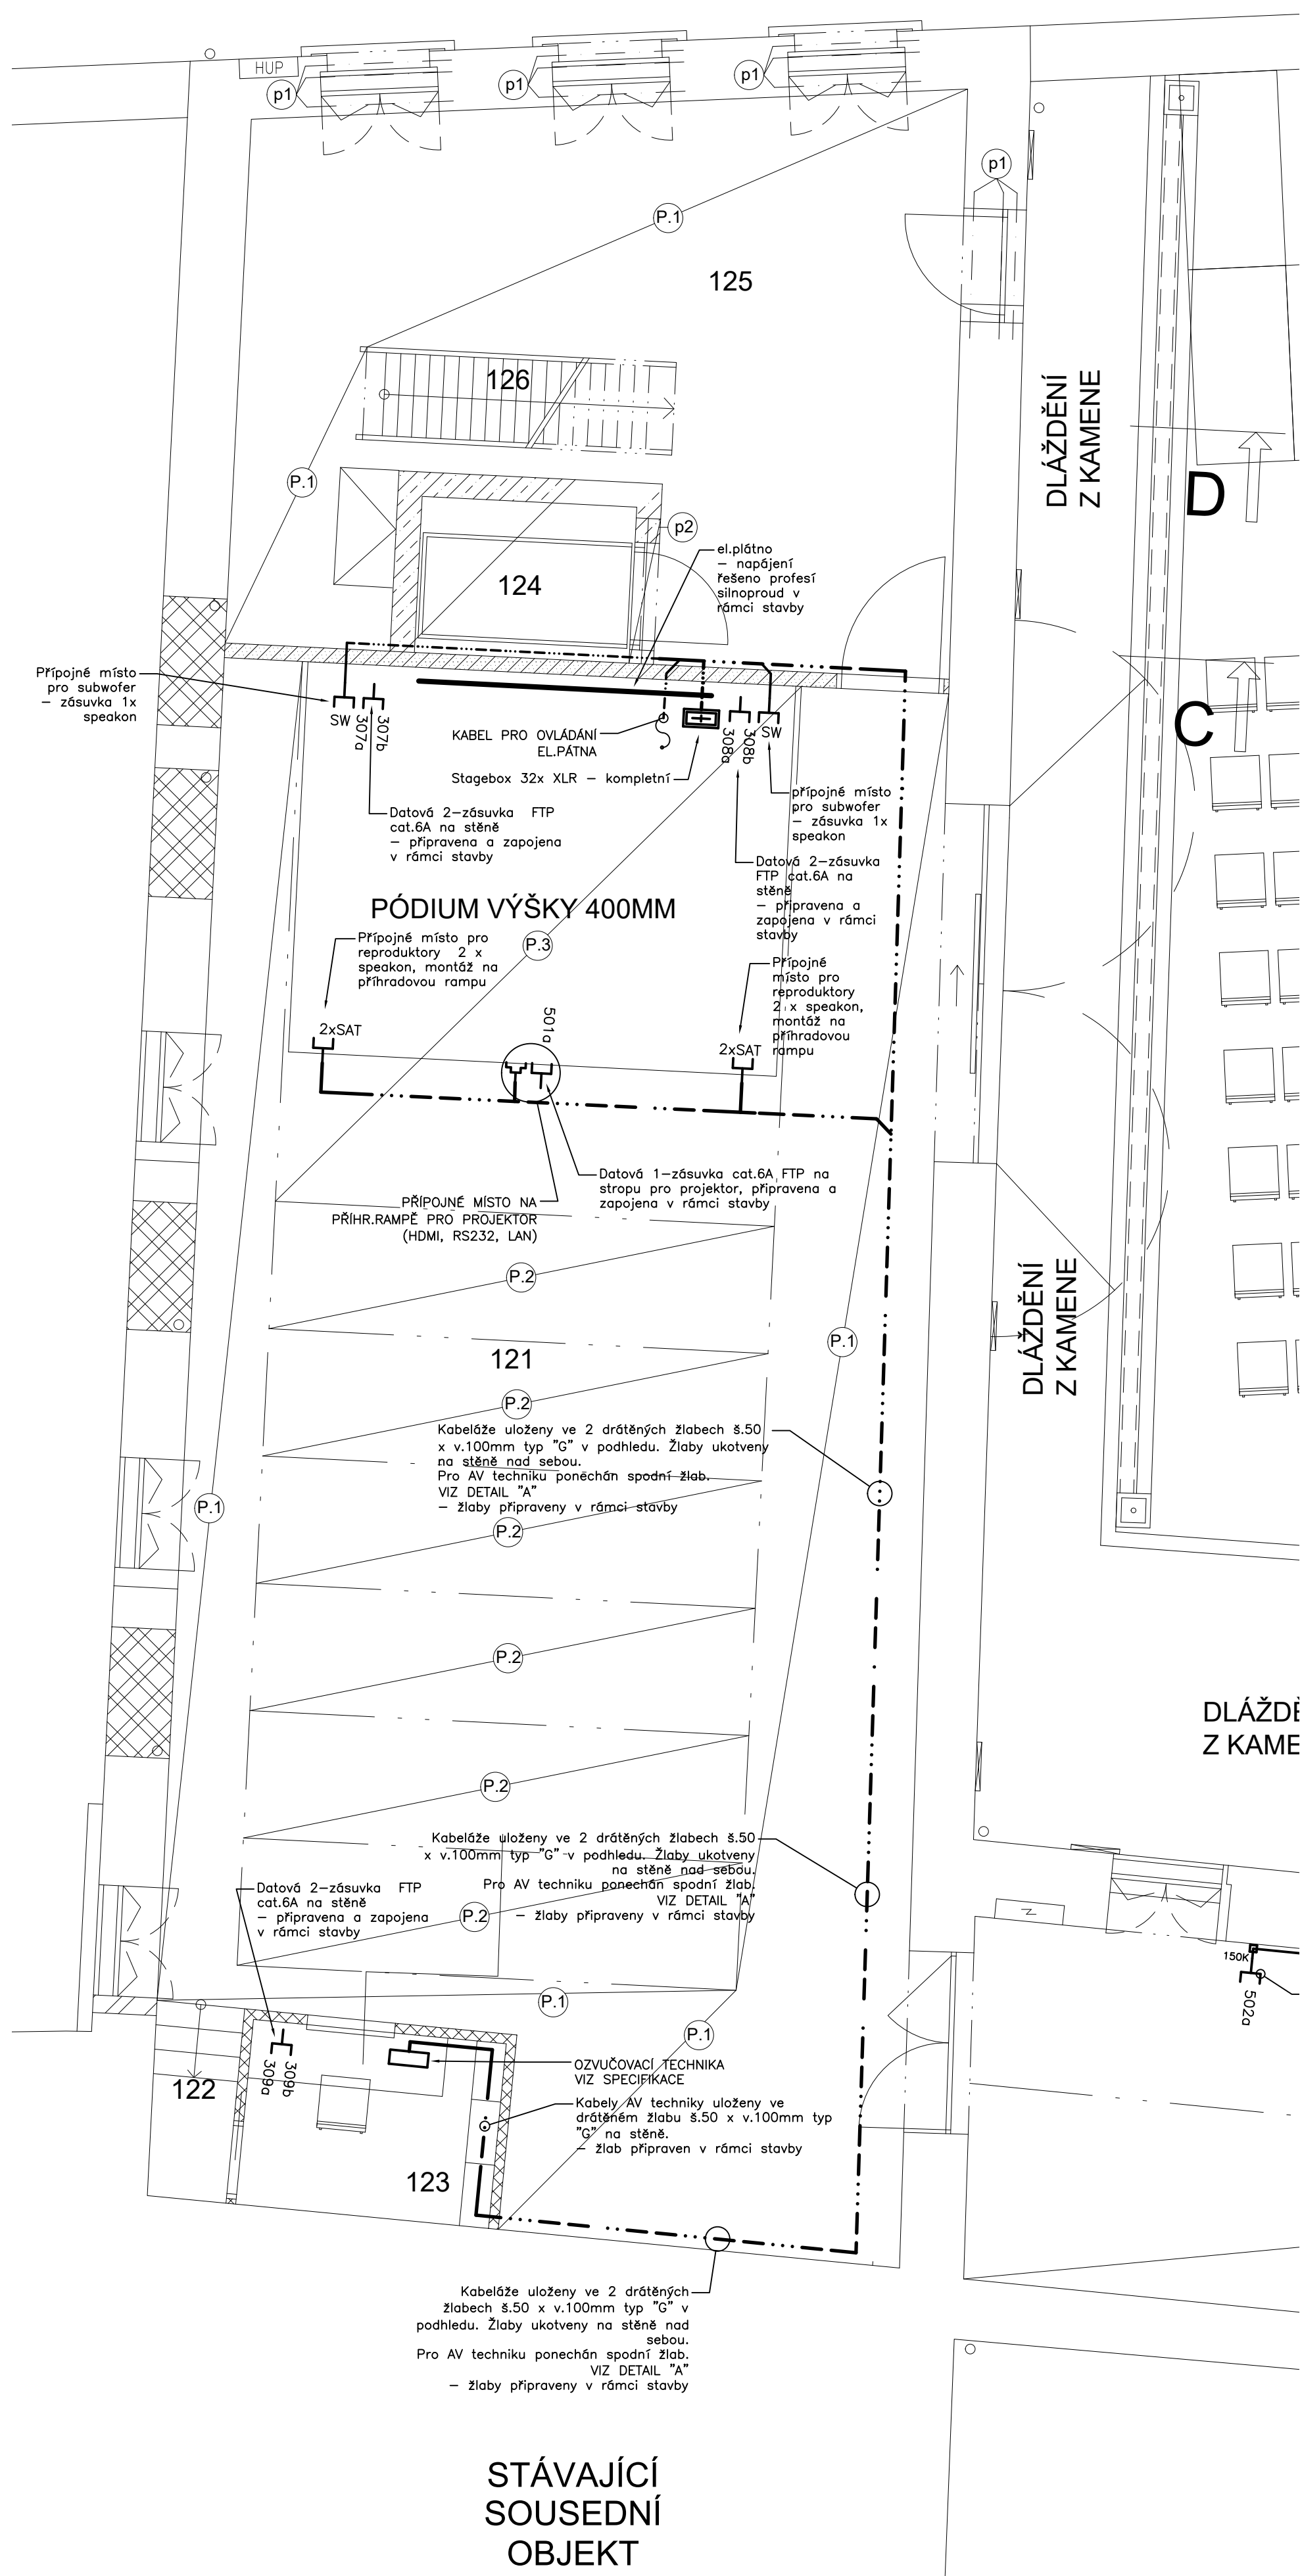 HUP
p1
p1
p1
p1
P.1
125
126
DLÁŽDĚNÍ
Z KAMENE
D
P.1
p2
el.plátno
– napájení
řešeno profesí
silnoproud v
rámci stavby
124
Přípojné místo
pro subwofer
– zásuvka 1x
speakon
SW
307a
307b
KABEL PRO OVLÁDÁNÍ
EL.PÁTNA
Stagebox 32x XLR – kompletní
308a
308b
SW
C
Datová 2–zásuvka FTP
cat.6A na stěně
– připravena a zapojena
v rámci stavby
přípojné místo
pro subwofer
– zásuvka 1x
speakon
Datová 2–zásuvka
FTP cat.6A na
stěně
– připravena a
zapojena v rámci
stavby
PÓDIUM VÝŠKY 400MM
P.3
Přípojné místo pro
reproduktory 2 x
speakon, montáž na
příhradovou rampu
Přípojné
místo pro
reproduktory
2 x speakon,
montáž na
příhradovou
rampu
2xSAT
501a
2xSAT
Datová 1–zásuvka cat.6A FTP na
stropu pro projektor, připravena a
zapojena v rámci stavby
PŘÍPOJNÉ MÍSTO NA
PŘÍHR.RAMPĚ PRO PROJEKTOR
(HDMI, RS232, LAN)
P.2
DLÁŽDĚNÍ
Z KAMENE
P.1
121
P.2
Kabeláže uloženy ve 2 drátěných žlabech š.50
x v.100mm typ "G" v podhledu. Žlaby ukotveny
na stěně nad sebou.
Pro AV techniku ponechán spodní žlab.
VIZ DETAIL "A"
– žlaby připraveny v rámci stavby
P.1
P.2
P.2
DLÁŽDĚ
Z KAME
P.2
Kabeláže uloženy ve 2 drátěných žlabech š.50
x v.100mm typ "G" v podhledu. Žlaby ukotveny
na stěně nad sebou.
Pro AV techniku ponechán spodní žlab.
VIZ DETAIL "A"
– žlaby připraveny v rámci stavby
Datová 2–zásuvka FTP
cat.6A na stěně
– připravena a zapojena
v rámci stavby
P.2
150K
502a
P.1
P.1
309a
309b
OZVUČOVACÍ TECHNIKA
VIZ SPECIFIKACE
122
Kabely AV techniky uloženy ve
drátěném žlabu š.50 x v.100mm typ
"G" na stěně.
– žlab připraven v rámci stavby
123
Kabeláže uloženy ve 2 drátěných
žlabech š.50 x v.100mm typ "G" v
podhledu. Žlaby ukotveny na stěně nad
sebou.
Pro AV techniku ponechán spodní žlab.
VIZ DETAIL "A"
– žlaby připraveny v rámci stavby
STÁVAJÍCÍ
SOUSEDNÍ
OBJEKT